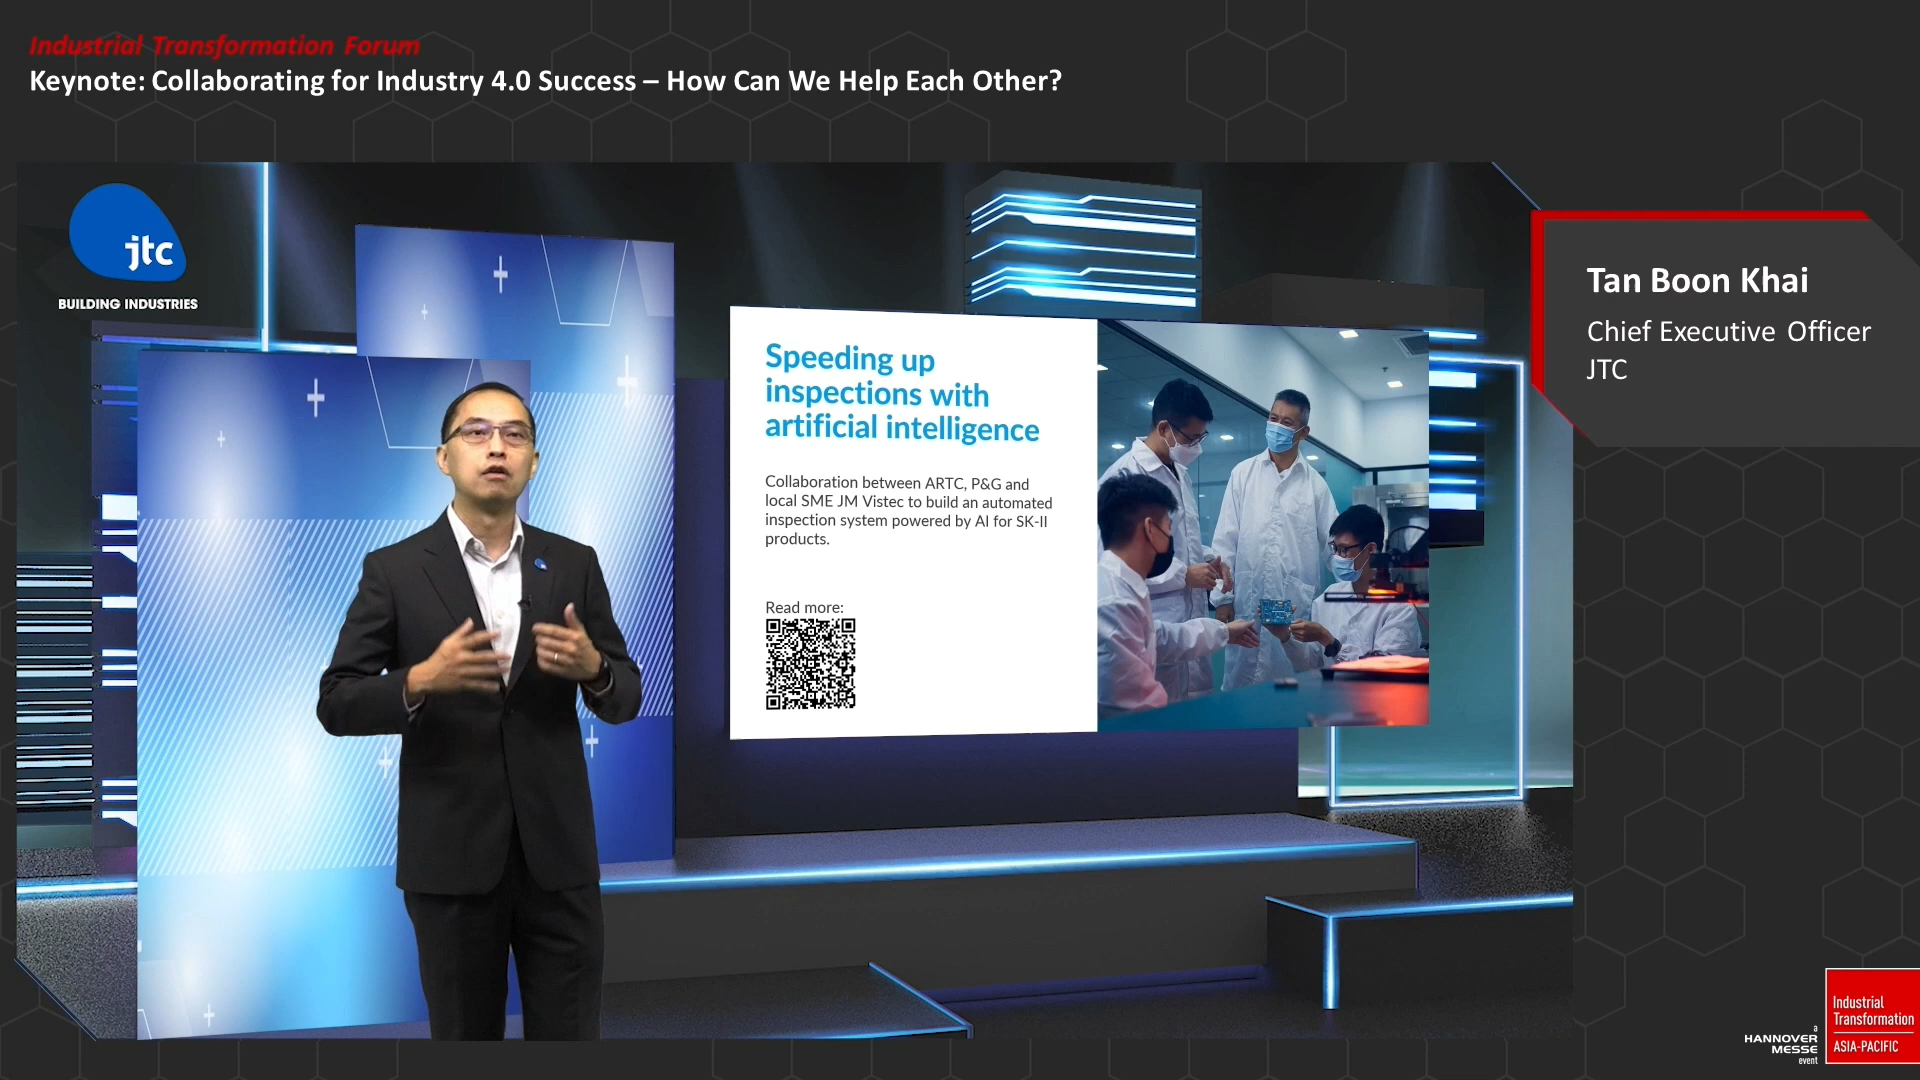 Industrial Transformation Forum
Keynote: Collaborating for Industry 4.0 Success – How Can We Help Each Other?
jtc
BUILDING INDUSTRIES
Speeding up
inspections with
artificial intelligence
Collaboration between ARTC, P&G and
local SME JM Vistec to build an automated
inspection system powered by AI for SK-II
products.
Read more:
Tan Boon Khai
Chief Executive Officer
JTC
a
HANNOVER
MESSE
event
Industrial
Transformation
ASIA-PACIFIC